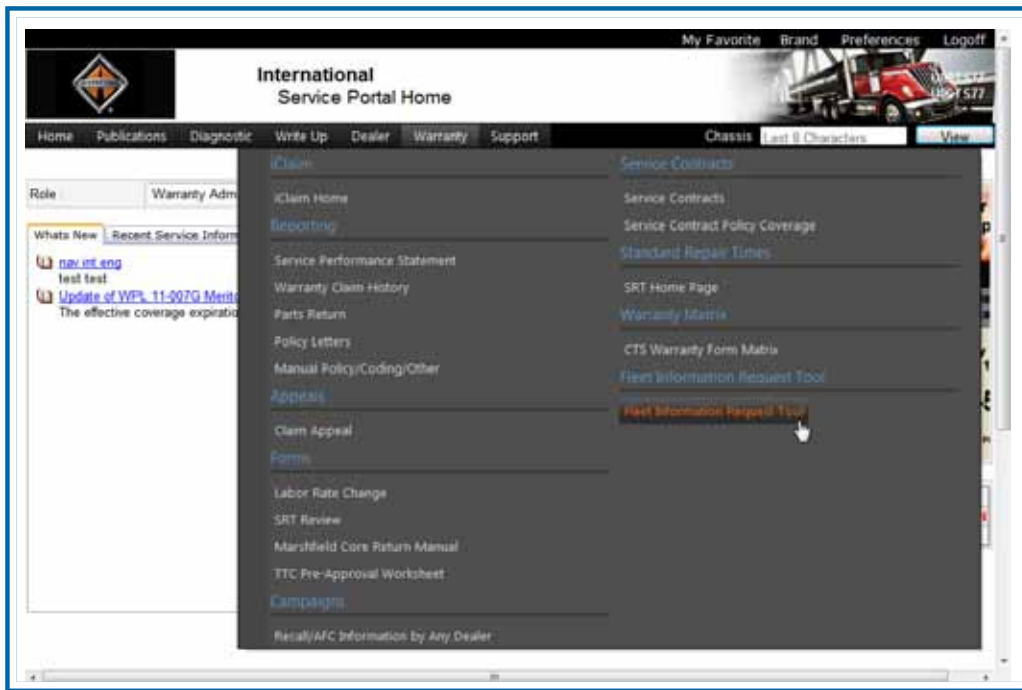 My Favorite Brand Preferences Logoff
International
Service Portal Home
Home Publications Diagnostic Write Up Dealer Warranty Support Chassis Last 8 Characters View
Role Warranty Adm
Whats New Recent Service Inform
nav int eng
test test
Update of WPL 11-007G Merito
The effective coverage expiratio
iClaim
iClaim Home
Reporting
Service Performance Statement
Warranty Claim History
Parts Return
Policy Letters
Manual Policy/Coding/Other
Appeals
Claim Appeal
Forms
Labor Rate Change
SRT Review
Marshfield Core Return Manual
TTC Pre-Approval Worksheet
Campaigns
Recall/AFC Information by Any Dealer
Service Contracts
Service Contracts
Service Contract Policy Coverage
Standard Repair Times
SRT Home Page
Warranty Matrix
CTS Warranty Form Matrix
Fleet Information Request Tool
Fleet Information Request Tool